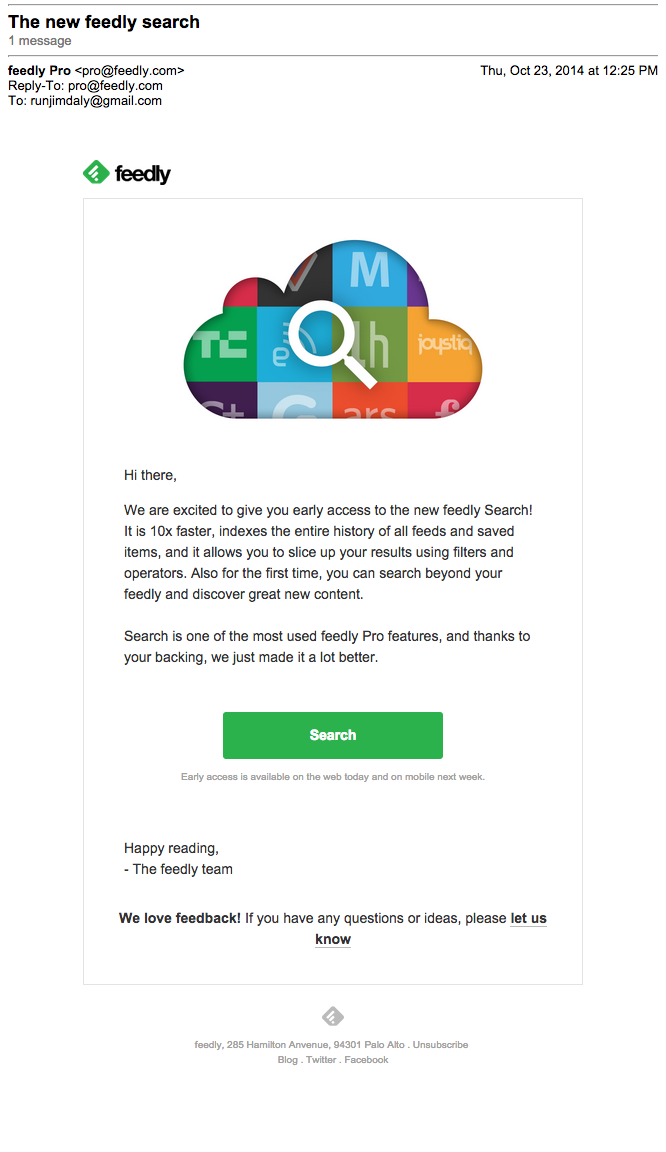 The new feedly search
1 message
feedly Pro <pro@feedly.com> Thu, Oct 23, 2014 at 12:25 PM
Reply-To: pro@feedly.com
To: runjimdaly@gmail.com
feedly
M
TC e lh joystiq
G+ G ars f
Hi there,
We are excited to give you early access to the new feedly Search!
It is 10x faster, indexes the entire history of all feeds and saved
items, and it allows you to slice up your results using filters and
operators. Also for the first time, you can search beyond your
feedly and discover great new content.
Search is one of the most used feedly Pro features, and thanks to
your backing, we just made it a lot better.
Search
Early access is available on the web today and on mobile next week.
Happy reading,
- The feedly team
We love feedback! If you have any questions or ideas, please let us
know
feedly, 285 Hamilton Anvenue, 94301 Palo Alto . Unsubscribe
Blog . Twitter . Facebook